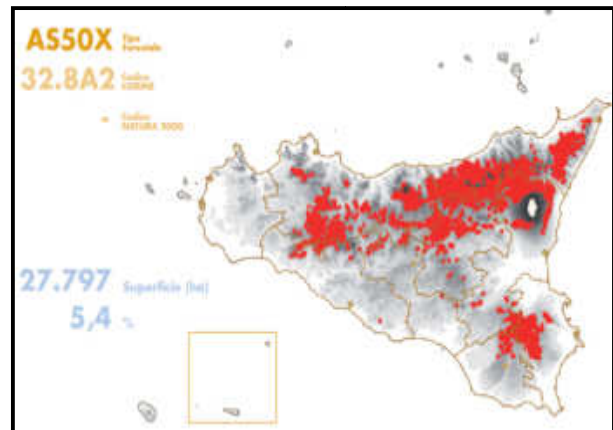 AS50X Tipo
Forestale
32.8A2 Codice
CORINE
- Codice
NATURA 2000
27.797 Superficie (ha)
5,4 %